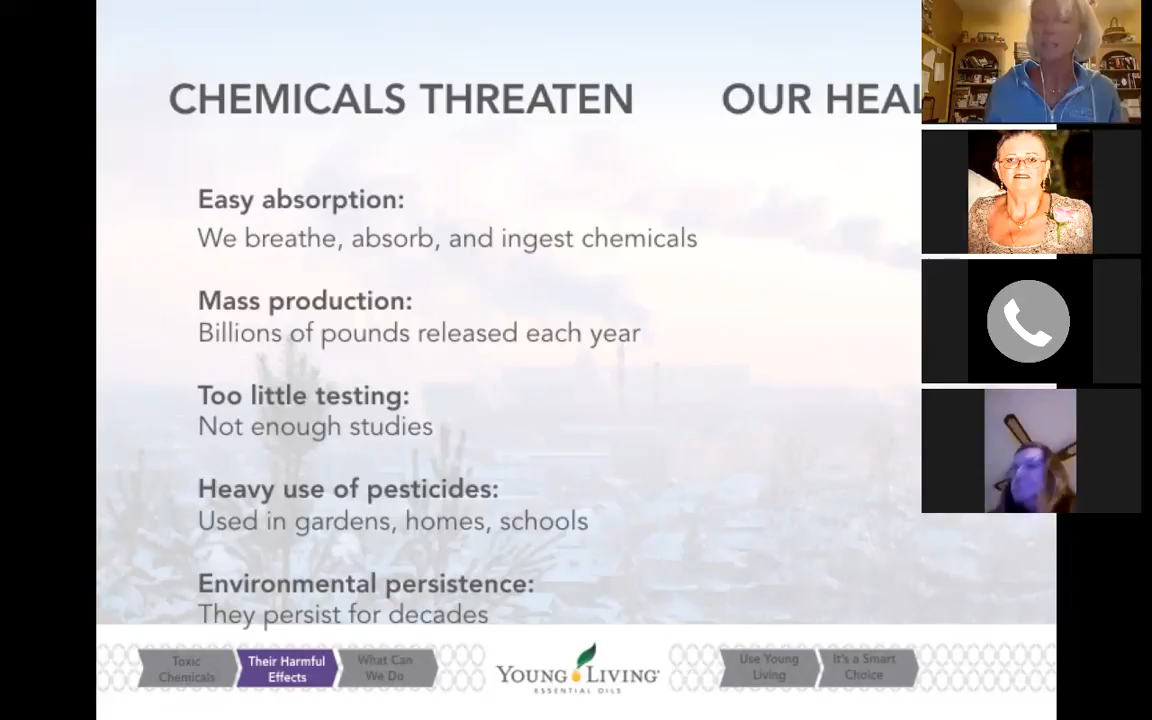 CHEMICALS THREATEN OUR HEAL
Easy absorption:
We breathe, absorb, and ingest chemicals
Mass production:
Billions of pounds released each year
Too little testing:
Not enough studies
Heavy use of pesticides:
Used in gardens, homes, schools
Environmental persistence:
They persist for decades
Toxic
Chemicals
Their Harmful
Effects
What Can
We Do
YOUNG LIVING
ESSENTIAL OILS
Use Young
Living
It's a Smart
Choice